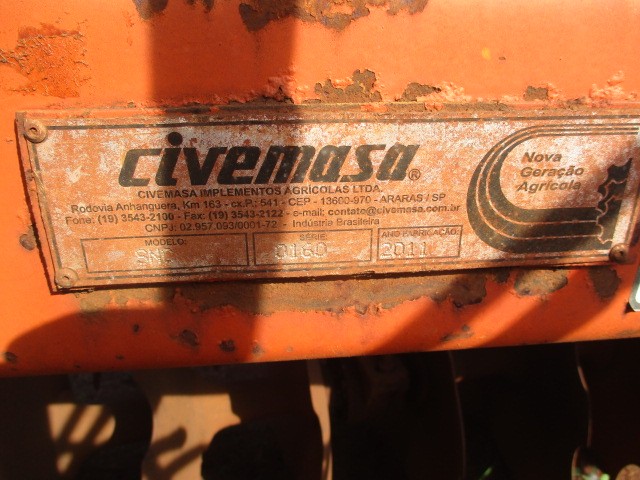 civemasa®
CIVEMASA IMPLEMENTOS AGRÍCOLAS LTDA.
Rodovia Anhanguera, Km 163 - cx.P.: 541 - CEP - 13600-970 - ARARAS / SP
Fone: (19) 3543-2100 - Fax: (19) 3543-2122 - e-mail: contato@civemasa.com.br
CNPJ: 02.957.093/0001-72 - Indústria Brasileira
Nova
Geração
Agrícola
MODELO: SÉRIE ANO FABRICAÇÃO
0160 2011